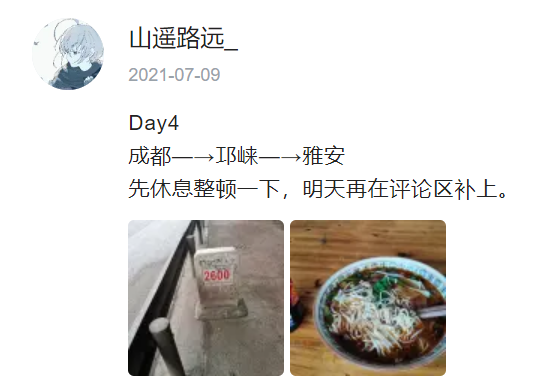 山遥路远_
2021-07-09
Day4
成都—→邛崃—→雅安
先休息整顿一下，明天再在评论区补上。
2600